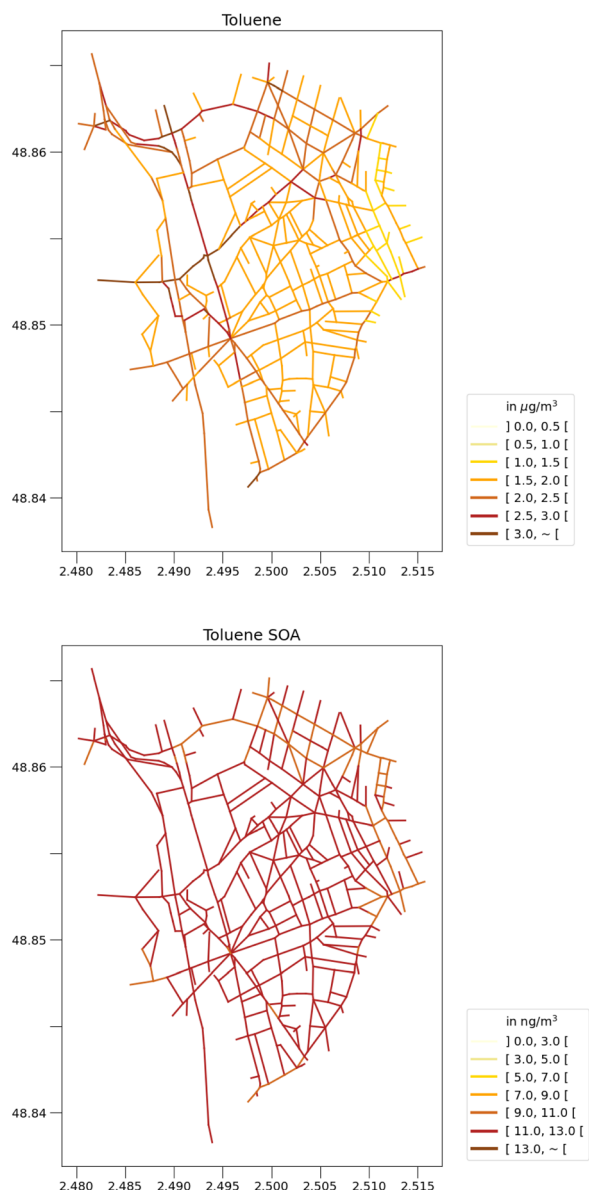 Toluene
48.86
48.85
48.84
2.480 2.485 2.490 2.495 2.500 2.505 2.510 2.515
in μg/m³
] 0.0, 0.5 [
[ 0.5, 1.0 [
[ 1.0, 1.5 [
[ 1.5, 2.0 [
[ 2.0, 2.5 [
[ 2.5, 3.0 [
[ 3.0, ~ [
Toluene SOA
48.86
48.85
48.84
2.480 2.485 2.490 2.495 2.500 2.505 2.510 2.515
in ng/m³
] 0.0, 3.0 [
[ 3.0, 5.0 [
[ 5.0, 7.0 [
[ 7.0, 9.0 [
[ 9.0, 11.0 [
[ 11.0, 13.0 [
[ 13.0, ~ [